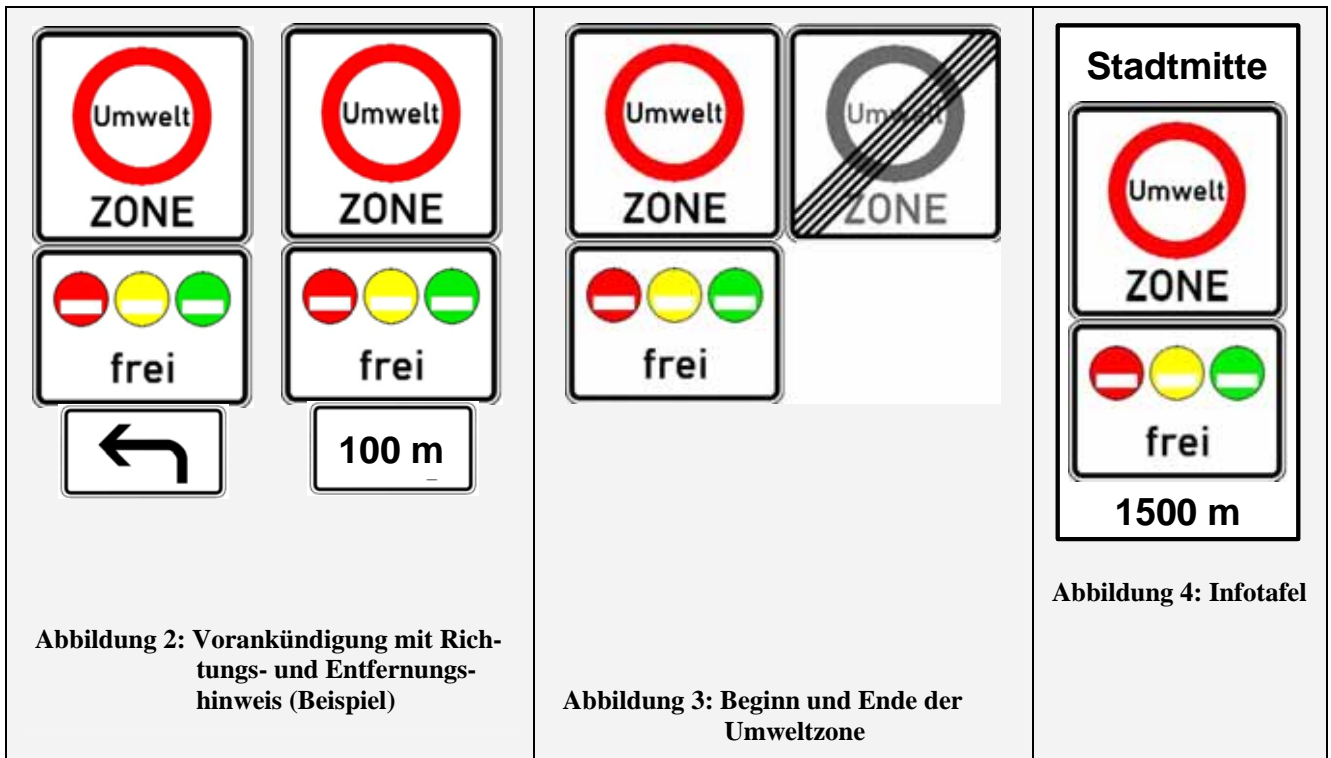 Umwelt
ZONE
frei
Umwelt
ZONE
frei
100 m
Abbildung 2: Vorankündigung mit Rich-
tungs- und Entfernungs-
hinweis (Beispiel)
Umwelt
ZONE
frei
Umwelt
ZONE
Abbildung 3: Beginn und Ende der
Umweltzone
Stadtmitte
Umwelt
ZONE
frei
1500 m
Abbildung 4: Infotafel